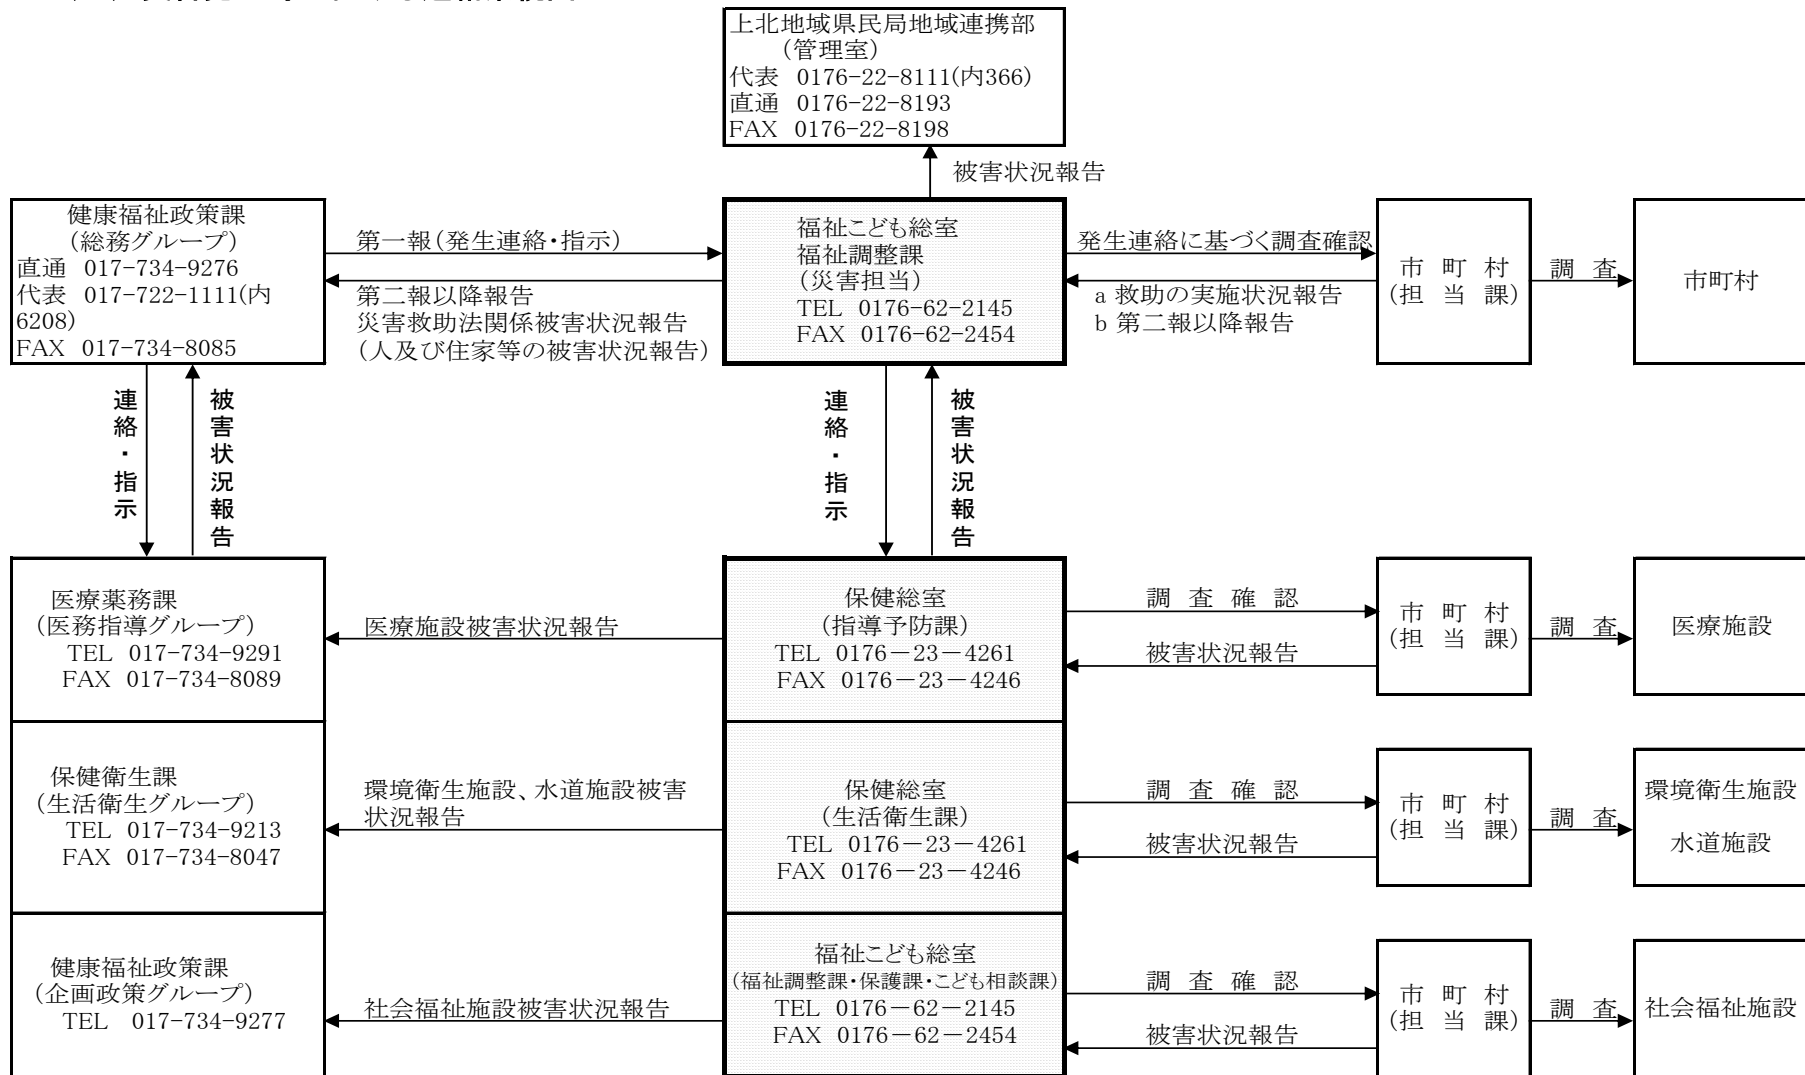 上北地域県民局地域連携部
（管理室）
代表 0176-22-8111(内366)
直通 0176-22-8193
FAX 0176-22-8198
被害状況報告
健康福祉政策課
（総務グループ）
直通 017-734-9276
代表 017-722-1111(内
6208)
FAX 017-734-8085
第一報（発生連絡・指示）
第二報以降報告
災害救助法関係被害状況報告
（人及び住家等の被害状況報告）
福祉こども総室
福祉調整課
（災害担当）
TEL 0176-62-2145
FAX 0176-62-2454
発生連絡に基づく調査確認
a 救助の実施状況報告
b 第二報以降報告
市 町 村
(担 当 課)
調 査
市町村
連絡・指示
被害状況報告
連絡・指示
被害状況報告
医療薬務課
（医務指導グループ）
TEL 017-734-9291
FAX 017-734-8089
医療施設被害状況報告
保健総室
（指導予防課）
TEL 0176－23－4261
FAX 0176－23－4246
調 査 確 認
被害状況報告
市 町 村
(担 当 課)
調 査
医療施設
保健衛生課
（生活衛生グループ）
TEL 017-734-9213
FAX 017-734-8047
環境衛生施設、水道施設被害
状況報告
保健総室
（生活衛生課）
TEL 0176－23－4261
FAX 0176－23－4246
調 査 確 認
被害状況報告
市 町 村
(担 当 課)
調 査
環境衛生施設
水道施設
健康福祉政策課
（企画政策グループ）
TEL 017-734-9277
社会福祉施設被害状況報告
福祉こども総室
（福祉調整課・保護課・こども相談課）
TEL 0176－62－2145
FAX 0176－62－2454
調 査 確 認
被害状況報告
市 町 村
(担 当 課)
調 査
社会福祉施設